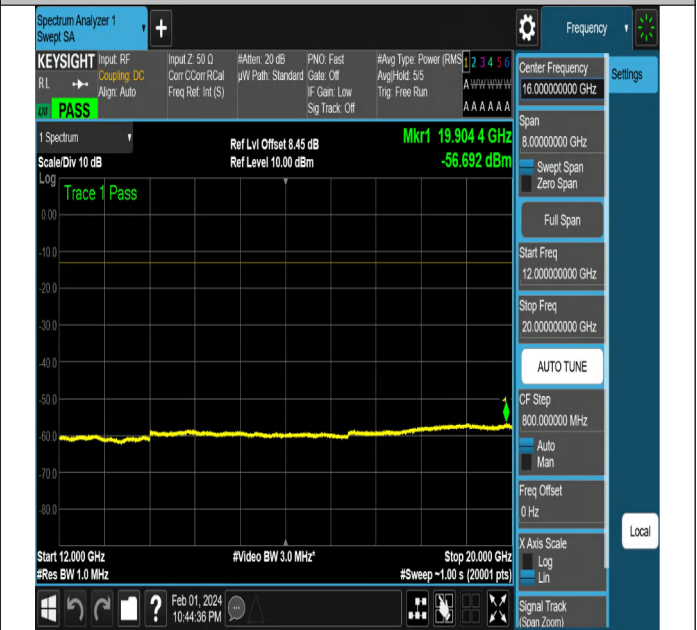 Spectrum Analyzer 1
Swept SA
Frequency
KEYSIGHT
RL
PASS
Input: RF
Coupling: DC
Align: Auto
Input Z: 50 Ω
Corr CCorr RCal
Freq Ref: Int (S)
#Atten: 20 dB
µW Path: Standard
PNO: Fast
Gate: Off
IF Gain: Low
Sig Track: Off
#Avg Type: Power (RMS
Avg|Hold: 5/5
Trig: Free Run
1 2 3 4 5 6
A W W W W W
A A A A A A
Center Frequency
16.000000000 GHz
Settings
1 Spectrum
Ref Lvl Offset 8.45 dB
Mkr1 19.904 4 GHz
Scale/Div 10 dB
Ref Level 10.00 dBm
-56.692 dBm
Log
Trace 1 Pass
0.00
-10.0
-20.0
-30.0
-40.0
-50.0
-60.0
-70.0
-80.0
1
Span
8.00000000 GHz
Swept Span
Zero Span
Full Span
Start Freq
12.000000000 GHz
Stop Freq
20.000000000 GHz
AUTO TUNE
CF Step
800.000000 MHz
Auto
Man
Freq Offset
0 Hz
X Axis Scale
Log
Lin
Local
Signal Track
(Span Zoom)
Start 12.000 GHz
#Video BW 3.0 MHz*
Stop 20.000 GHz
#Res BW 1.0 MHz
#Sweep ~1.00 s (20001 pts)
Feb 01, 2024
10:44:36 PM